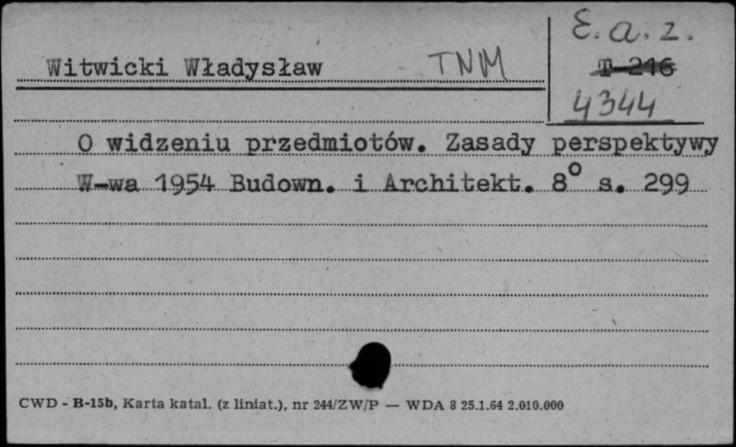 E. a. z.
Witwicki Władysław TNM T-216
4344
O widzeniu przedmiotów. Zasady perspektywy
W-wa 1954 Budown. i Architekt. 8° s. 299
CWD - B-15b, Karta katal. (z liniat.), nr 244/ZW/P — WDA 8 25.1.64 2.010.000